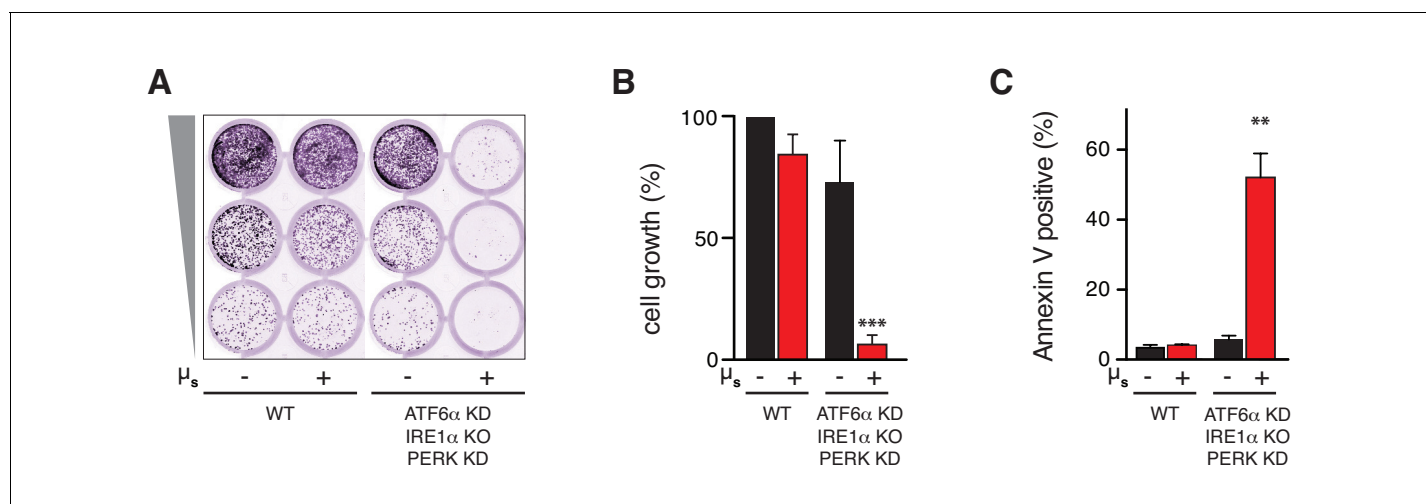 A
μs - + - +
WT
ATF6α KD
IRE1α KO
PERK KD
B
cell growth (%)
100
50
0
***
μs - + - +
WT
ATF6α KD
IRE1α KO
PERK KD
C
Annexin V positive (%)
60
40
20
0
**
μs - + - +
WT
ATF6α KD
IRE1α KO
PERK KD